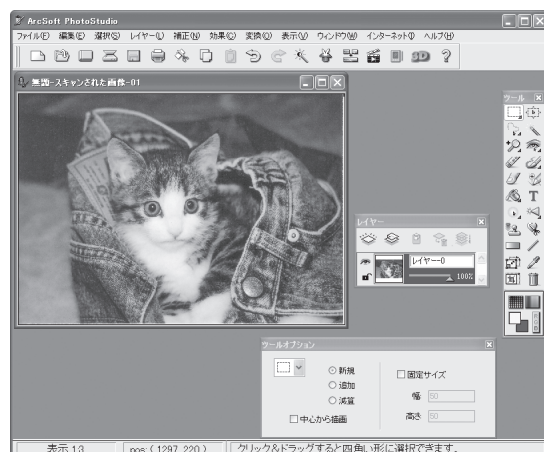 ArcSoft PhotoStudio
ファイル(F) 編集(E) 選択(S) レイヤー(L) 補正(N) 効果(C) 変換(O) 表示(V) ウィンドウ(W) インターネット(I) ヘルプ(H)
3D ?
無題-スキャンされた画像-01
ツール
T
レイヤー
レイヤー0
100%
ツールオプション
新規
追加
減算
中心から描画
固定サイズ
幅 50
高さ 50
表示 1:3 pos:( 1297, 220 ) クリック&ドラッグすると四角い形に選択できます。